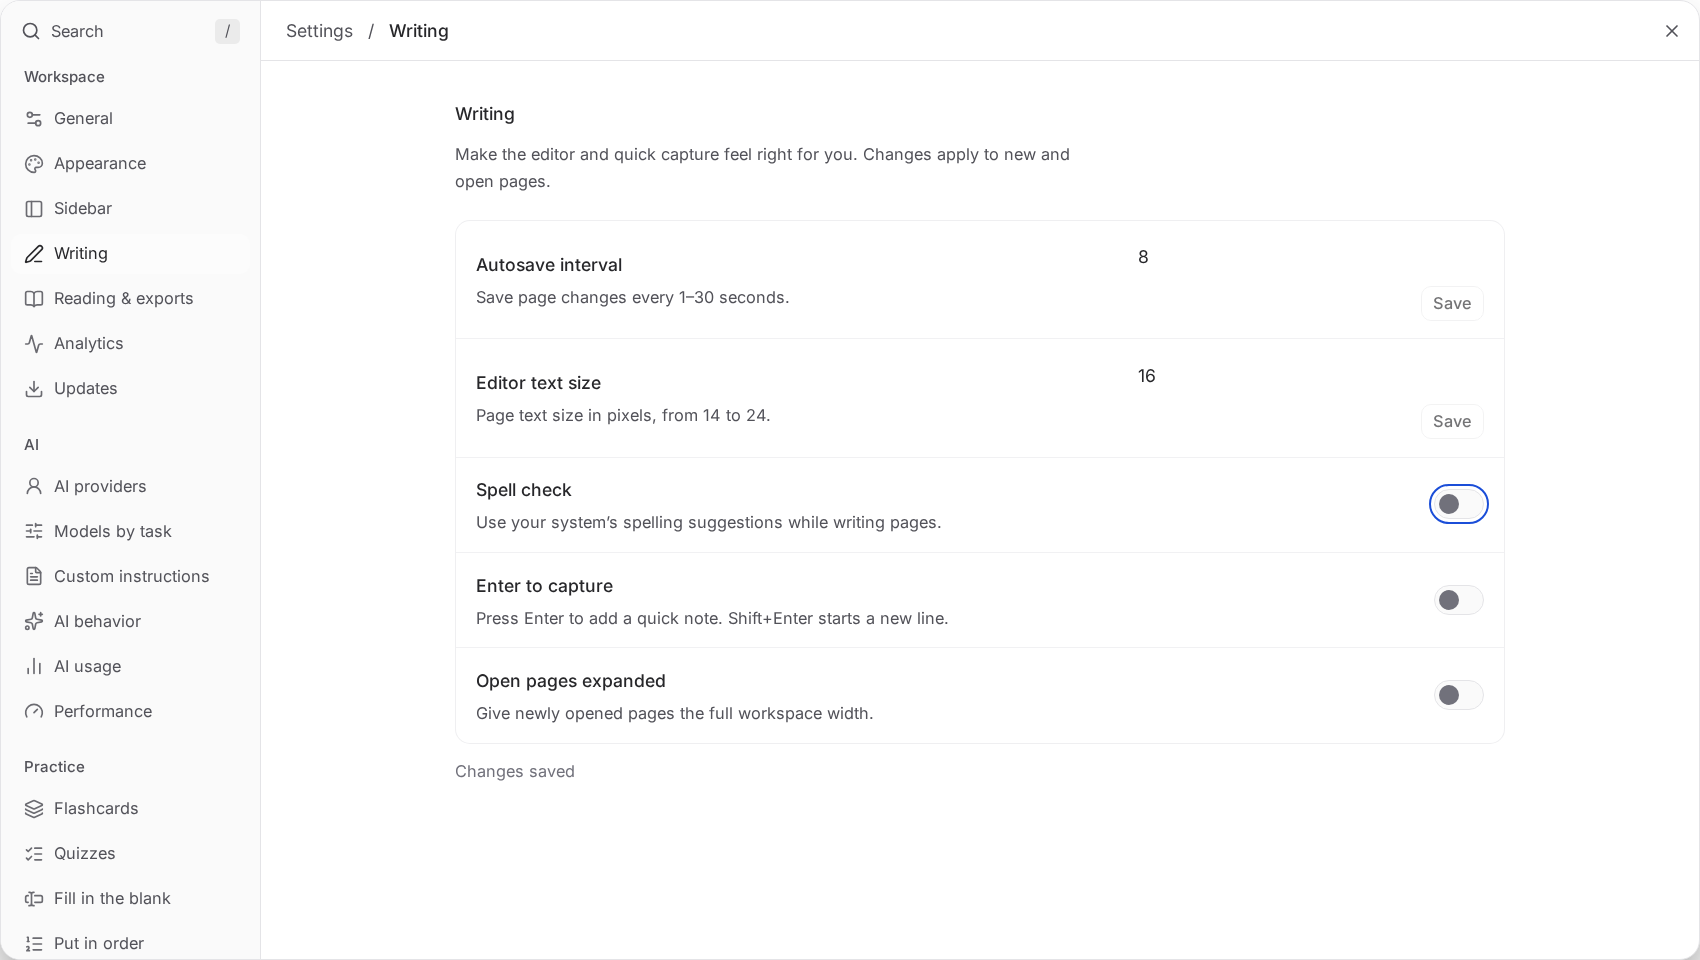 Search
/
Workspace
General
Appearance
Sidebar
Writing
Reading & exports
Analytics
Updates
AI
AI providers
Models by task
Custom instructions
AI behavior
AI usage
Performance
Practice
Flashcards
Quizzes
Fill in the blank
Put in order
Settings / Writing
Writing
Make the editor and quick capture feel right for you. Changes apply to new and
open pages.
Autosave interval
Save page changes every 1–30 seconds.
8
Save
Editor text size
Page text size in pixels, from 14 to 24.
16
Save
Spell check
Use your system’s spelling suggestions while writing pages.
Enter to capture
Press Enter to add a quick note. Shift+Enter starts a new line.
Open pages expanded
Give newly opened pages the full workspace width.
Changes saved